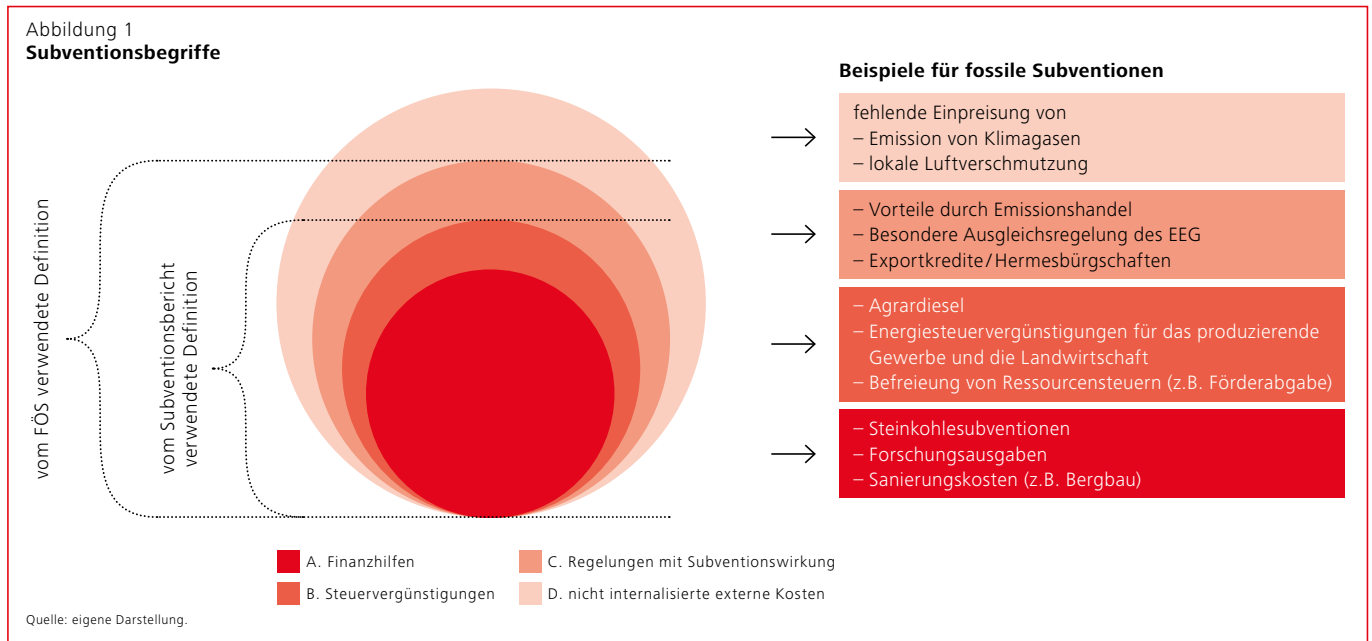 Abbildung 1
Subventionsbegriffe
vom FÖS verwendete Definition
vom Subventionsbericht
verwendete Definition
Beispiele für fossile Subventionen
fehlende Einpreisung von
– Emission von Klimagasen
– lokale Luftverschmutzung
– Vorteile durch Emissionshandel
– Besondere Ausgleichsregelung des EEG
– Exportkredite/Hermesbürgschaften
– Agrardiesel
– Energiesteuervergünstigungen für das produzierende
Gewerbe und die Landwirtschaft
– Befreiung von Ressourcensteuern (z.B. Förderabgabe)
– Steinkohlesubventionen
– Forschungsausgaben
– Sanierungskosten (z.B. Bergbau)
A. Finanzhilfen
B. Steuervergünstigungen
C. Regelungen mit Subventionswirkung
D. nicht internalisierte externe Kosten
Quelle: eigene Darstellung.